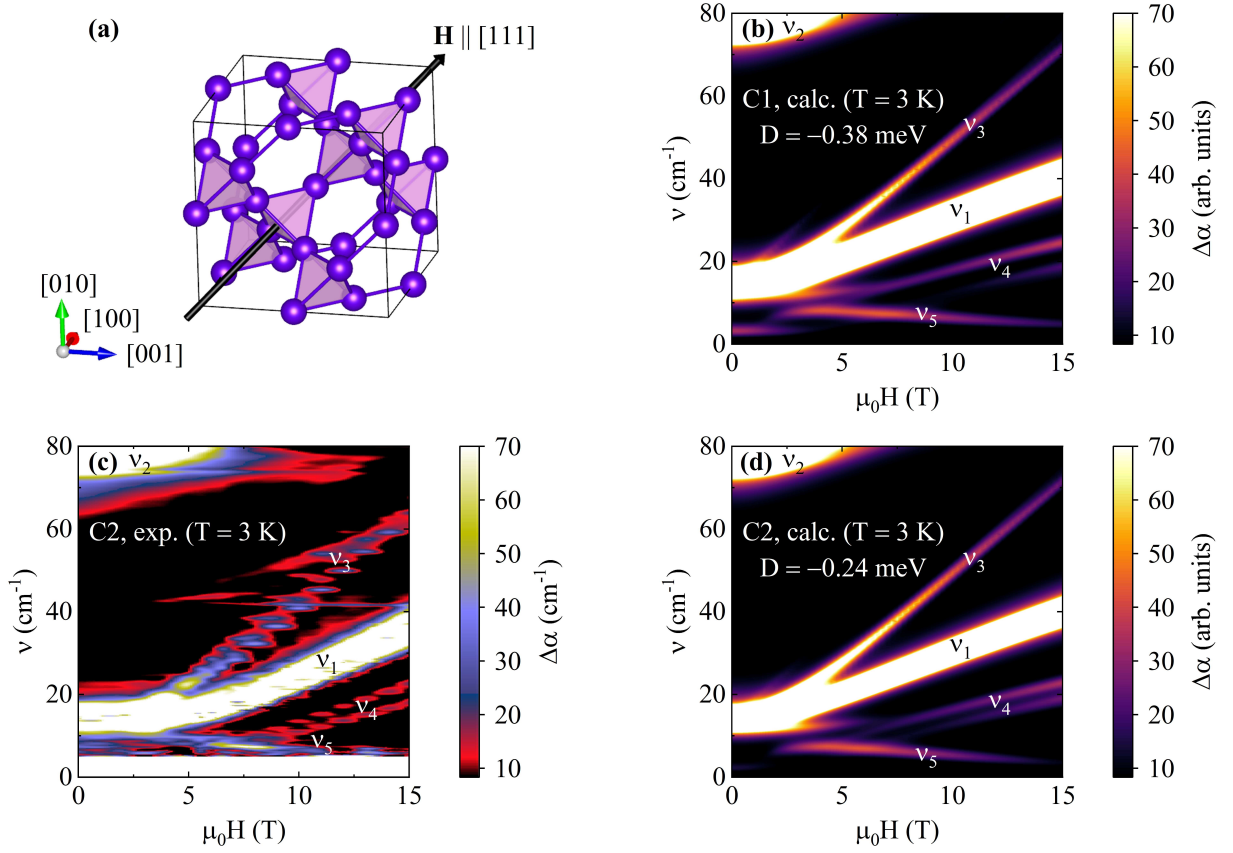 (a)
H || [111]
[010]
[100]
[001]
(b)
ν2
C1, calc. (T = 3 K)
D = −0.38 meV
ν3
ν1
ν4
ν5
80
60
40
20
0
ν (cm-1)
0
5
10
15
μ0H (T)
70
60
50
40
30
20
10
Δα (arb. units)
(c)
ν2
C2, exp. (T = 3 K)
ν3
ν1
ν4
ν5
80
60
40
20
0
ν (cm-1)
0
5
10
15
μ0H (T)
70
60
50
40
30
20
10
Δα (cm-1)
(d)
ν2
C2, calc. (T = 3 K)
D = −0.24 meV
ν3
ν1
ν4
ν5
80
60
40
20
0
ν (cm-1)
0
5
10
15
μ0H (T)
70
60
50
40
30
20
10
Δα (arb. units)